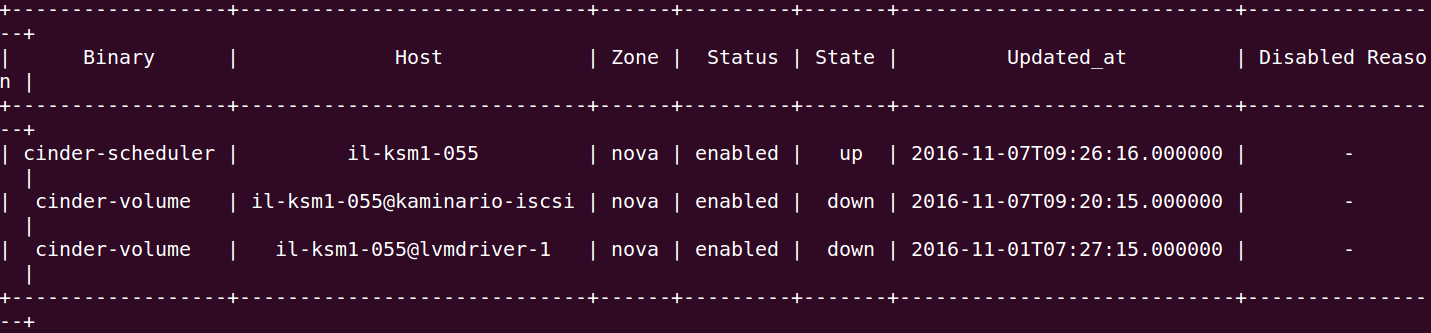 +------------------+-----------------------------+------+---------+-------+----------------------------+---------------
--+
|      Binary      |             Host            | Zone |  Status | State |         Updated_at         | Disabled Reaso
n |
+------------------+-----------------------------+------+---------+-------+----------------------------+---------------
--+
| cinder-scheduler |         il-ksm1-055         | nova | enabled |   up  | 2016-11-07T09:26:16.000000 |        -
  |
|  cinder-volume   | il-ksm1-055@kaminario-iscsi | nova | enabled |  down | 2016-11-07T09:20:15.000000 |        -
  |
|  cinder-volume   |   il-ksm1-055@lvmdriver-1   | nova | enabled |  down | 2016-11-01T07:27:15.000000 |        -
  |
+------------------+-----------------------------+------+---------+-------+----------------------------+---------------
--+